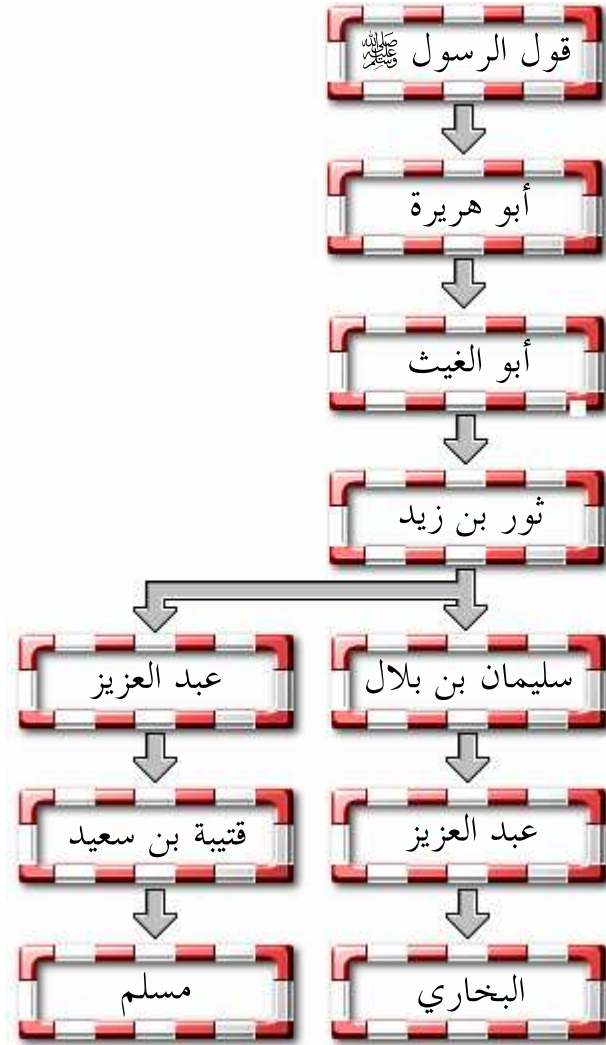 قول الرسول ﷺ
أبو هريرة
أبو الغيث
ثور بن زيد
سليمان بن بلال
عبد العزيز
عبد العزيز
قتيبة بن سعيد
البخاري
مسلم